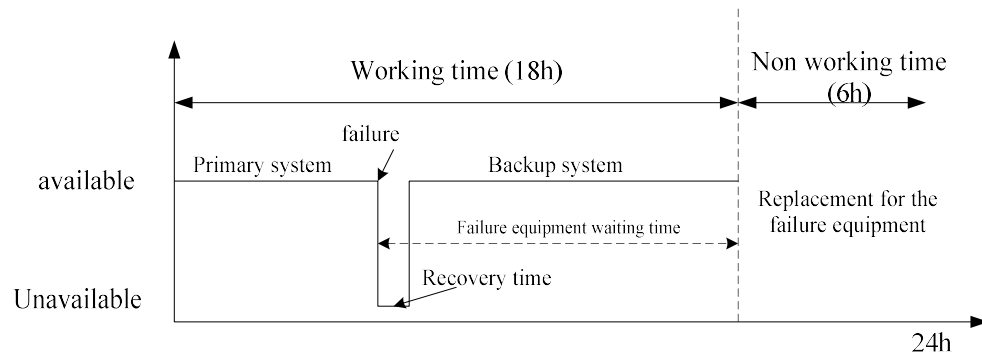 Working time (18h)
Non working time
(6h)
failure
Primary system
Backup system
available
Replacement for the
failure equipment
Failure equipment waiting time
Recovery time
Unavailable
24h